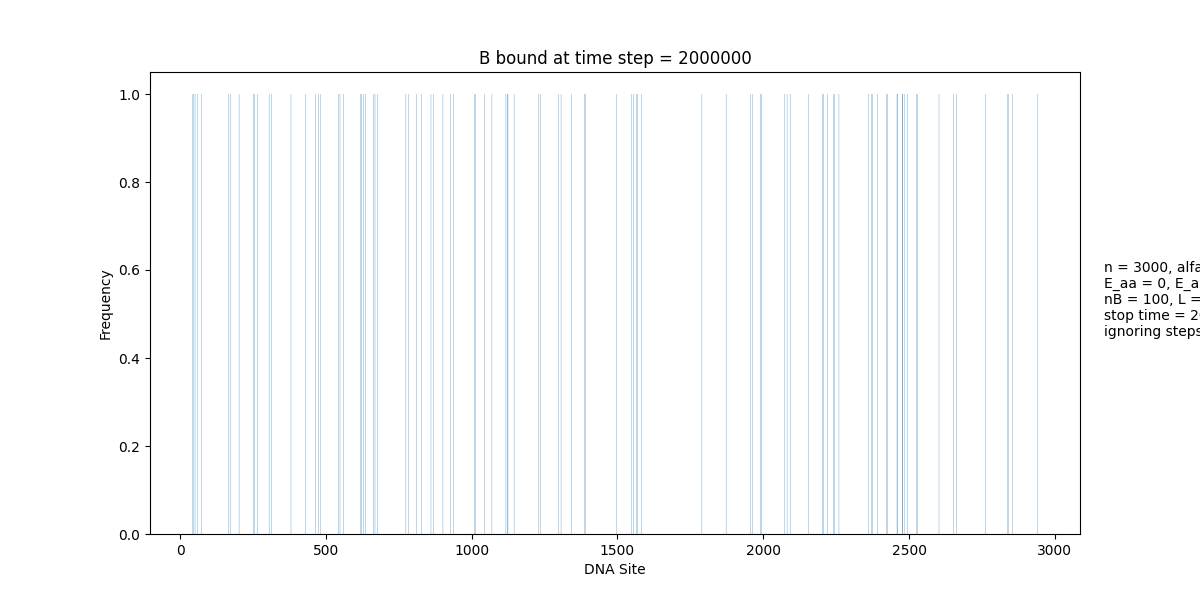 B bound at time step = 2000000
Frequency
1.0
0.8
0.6
0.4
0.2
0.0
0
500
1000
1500
2000
2500
3000
DNA Site
n = 3000, alfa
E_aa = 0, E_a
nB = 100, L =
stop time = 20
ignoring steps